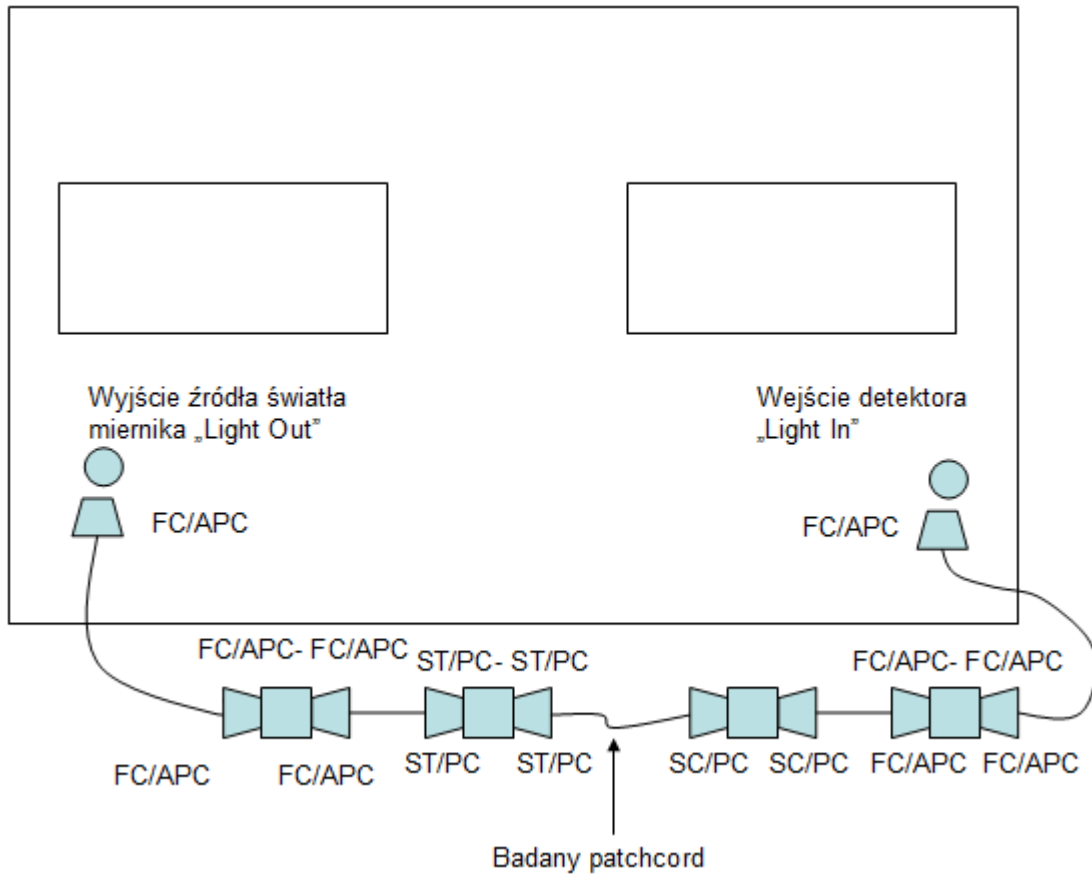 Wyjście źródła światła
miernika „Light Out”
Wejście detektora
„Light In”
FC/APC
FC/APC
FC/APC- FC/APC
ST/PC- ST/PC
FC/APC- FC/APC
FC/APC
FC/APC
ST/PC
ST/PC
SC/PC
SC/PC
FC/APC
FC/APC
Badany patchcord